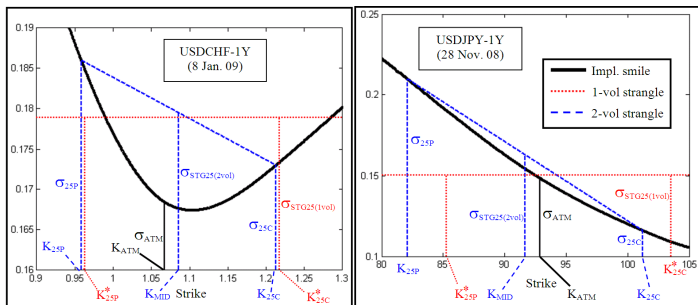 0.19
0.185
0.18
0.175
0.17
0.165
0.16
USDCHF-1Y
(8 Jan. 09)
σ25P
σSTG25(2vol)
σATM
KATM
σ25C
σSTG25(1vol)
0.9
0.95
1
1.05
1.1
1.15
1.2
1.25
1.3
K25P
K*25P
KMID
Strike
K25C
K*25C
0.25
0.2
0.15
0.1
USDJPY-1Y
(28 Nov. 08)
Impl. smile
1-vol strangle
2-vol strangle
σ25P
σSTG25(2vol)
σATM
σSTG25(1vol)
σ25C
80
85
90
95
100
105
K25P
K*25P
KMID
Strike
KATM
K25C
K*25C